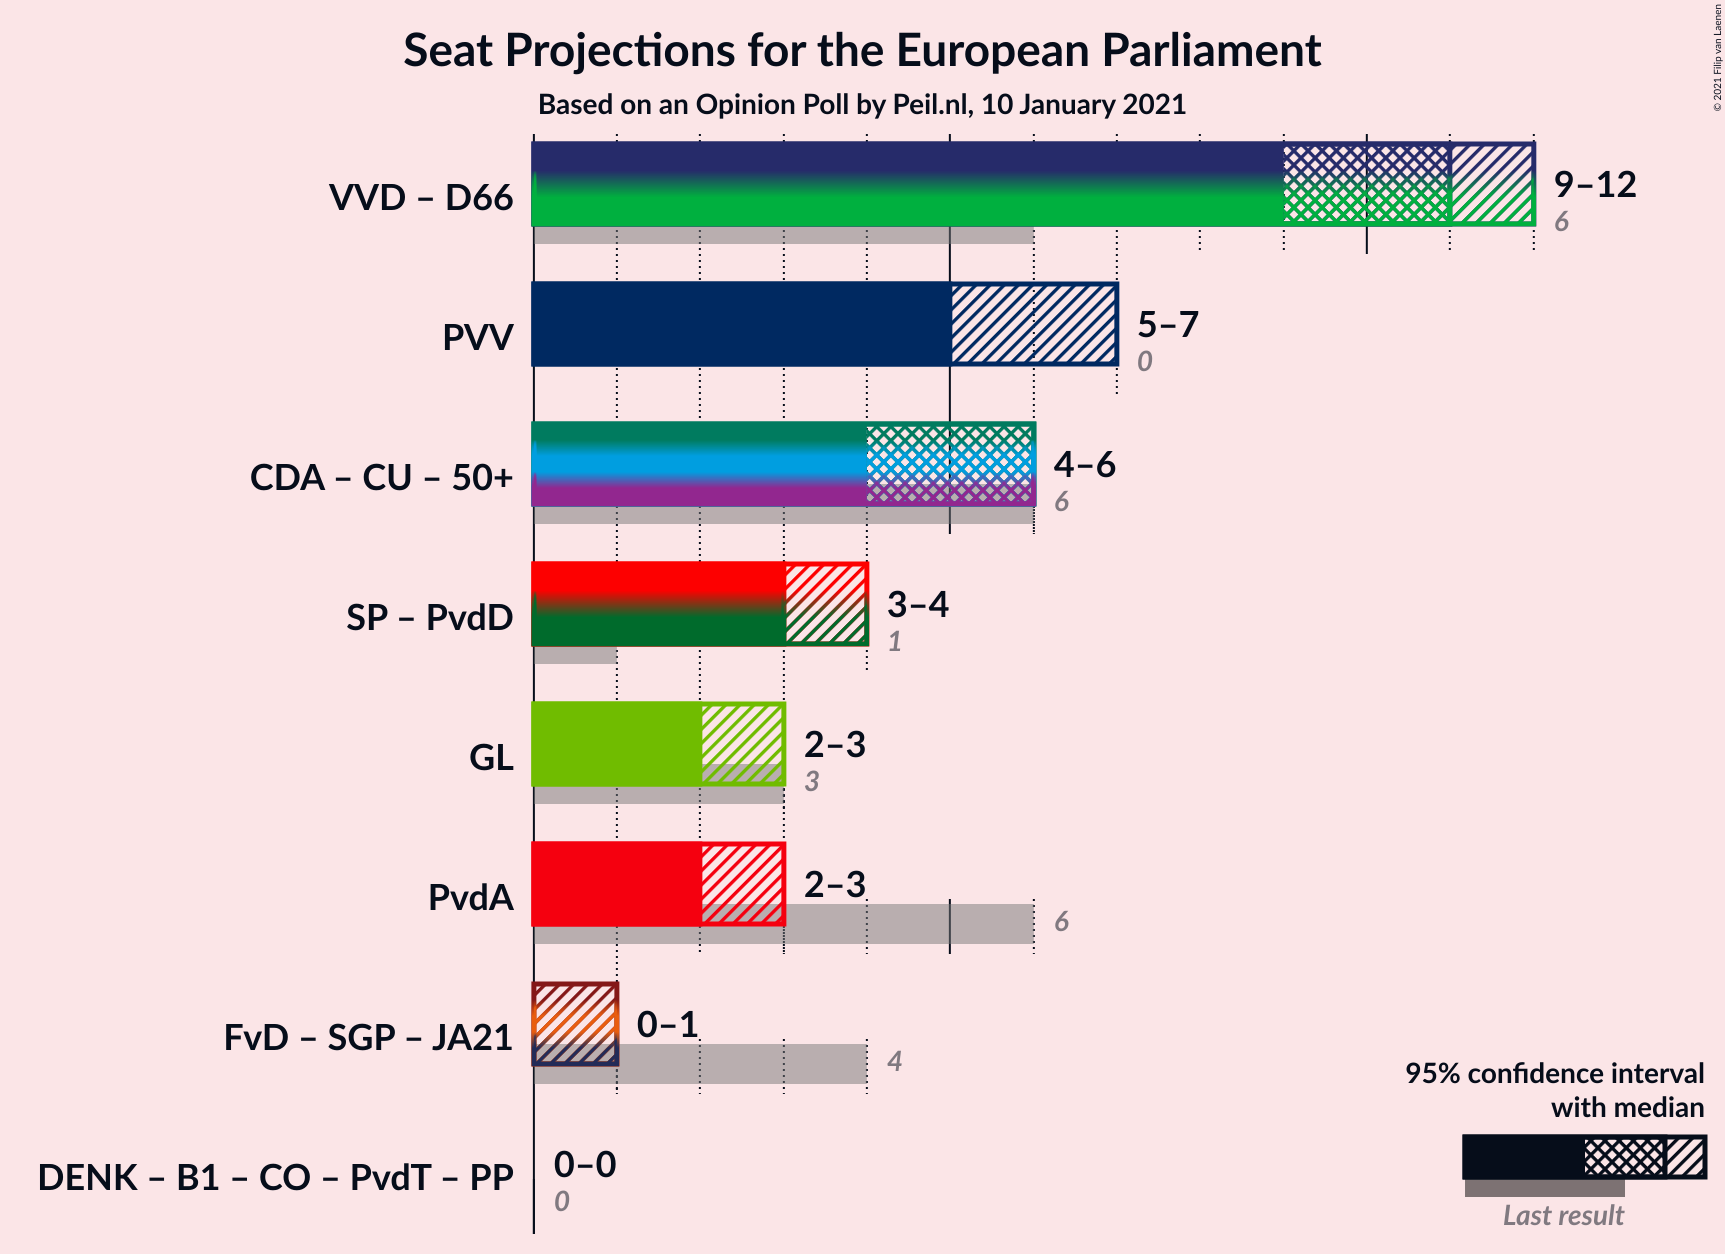 Seat Projections for the European Parliament
Based on an Opinion Poll by Peil.nl, 10 January 2021
© 2021 Filip van Laenen
VVD – D66
9–12
6
PVV
5–7
0
CDA – CU – 50+
4–6
6
SP – PvdD
3–4
1
GL
2–3
3
PvdA
2–3
6
FvD – SGP – JA21
0–1
4
DENK – B1 – CO – PvdT – PP
0–0
0
95% confidence interval
with median
Last result